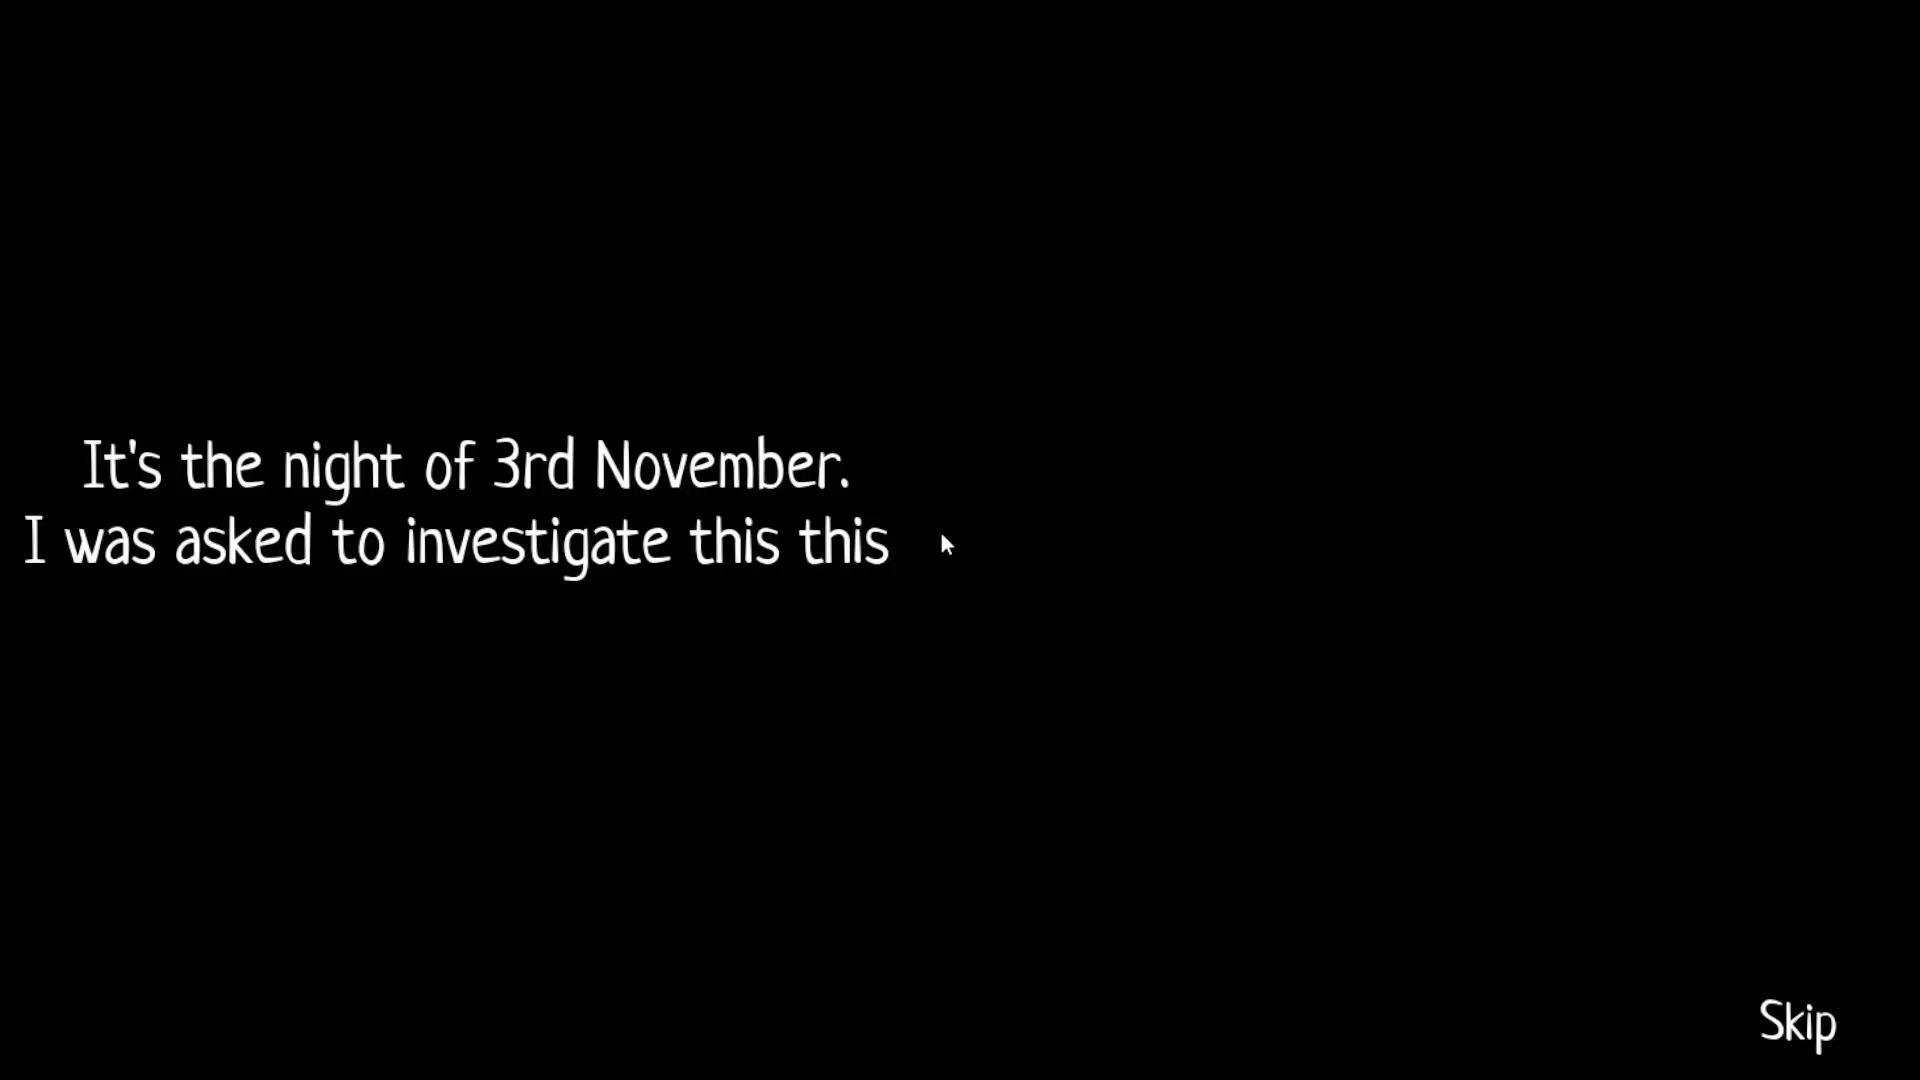 It's the night of 3rd November.
I was asked to investigate this this
Skip